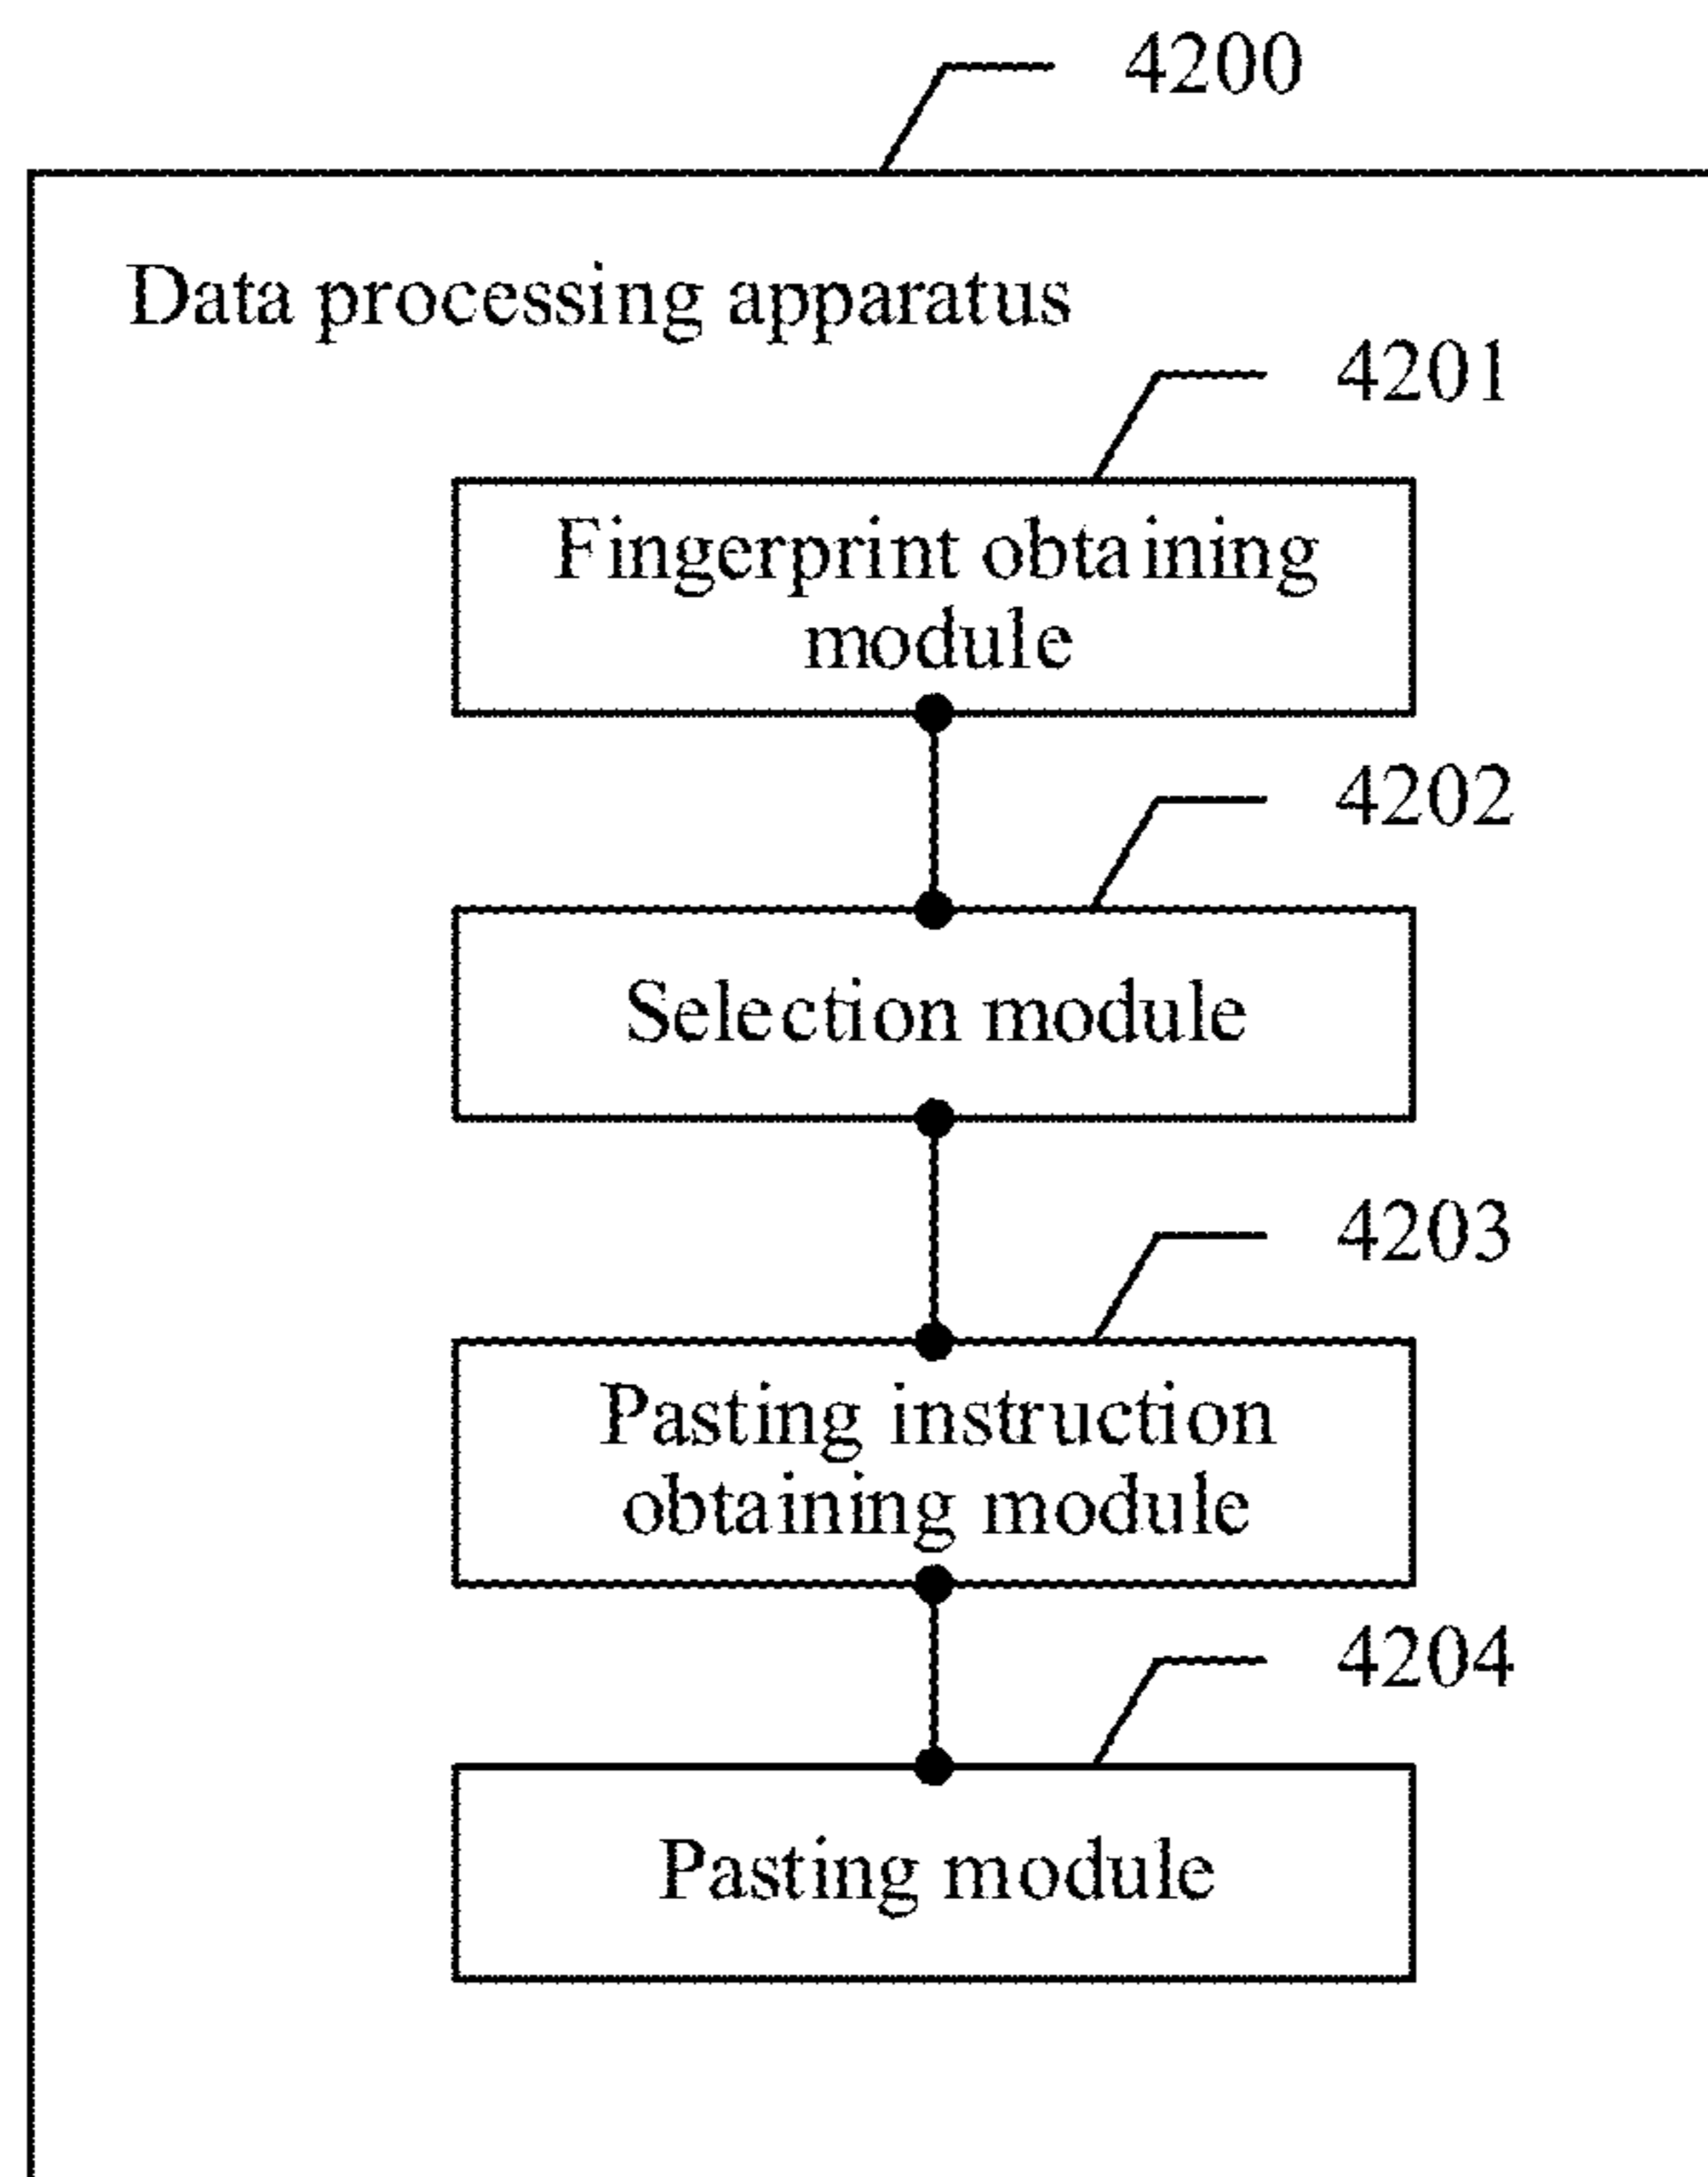 4200
Data processing apparatus
4201
Fingerprint obtaining
module
4202
Selection module
4203
Pasting instruction
obtaining module
4204
Pasting module